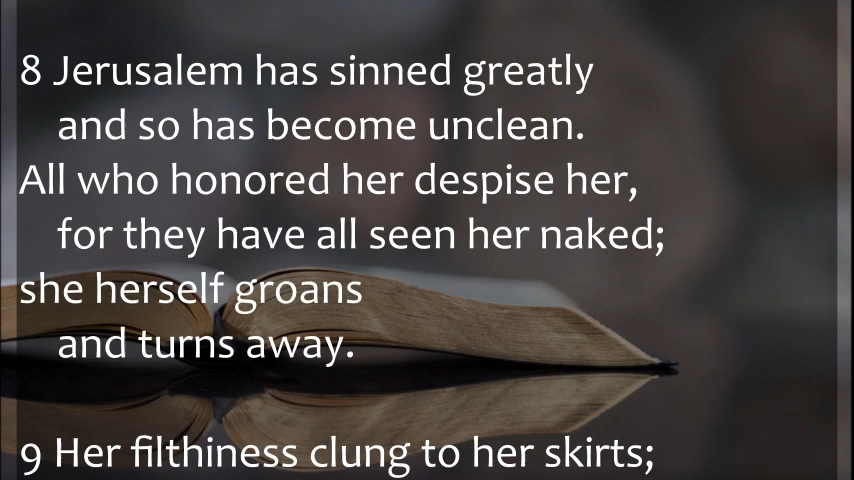 8 Jerusalem has sinned greatly
and so has become unclean.
All who honored her despise her,
for they have all seen her naked;
she herself groans
and turns away.
9 Her filthiness clung to her skirts;